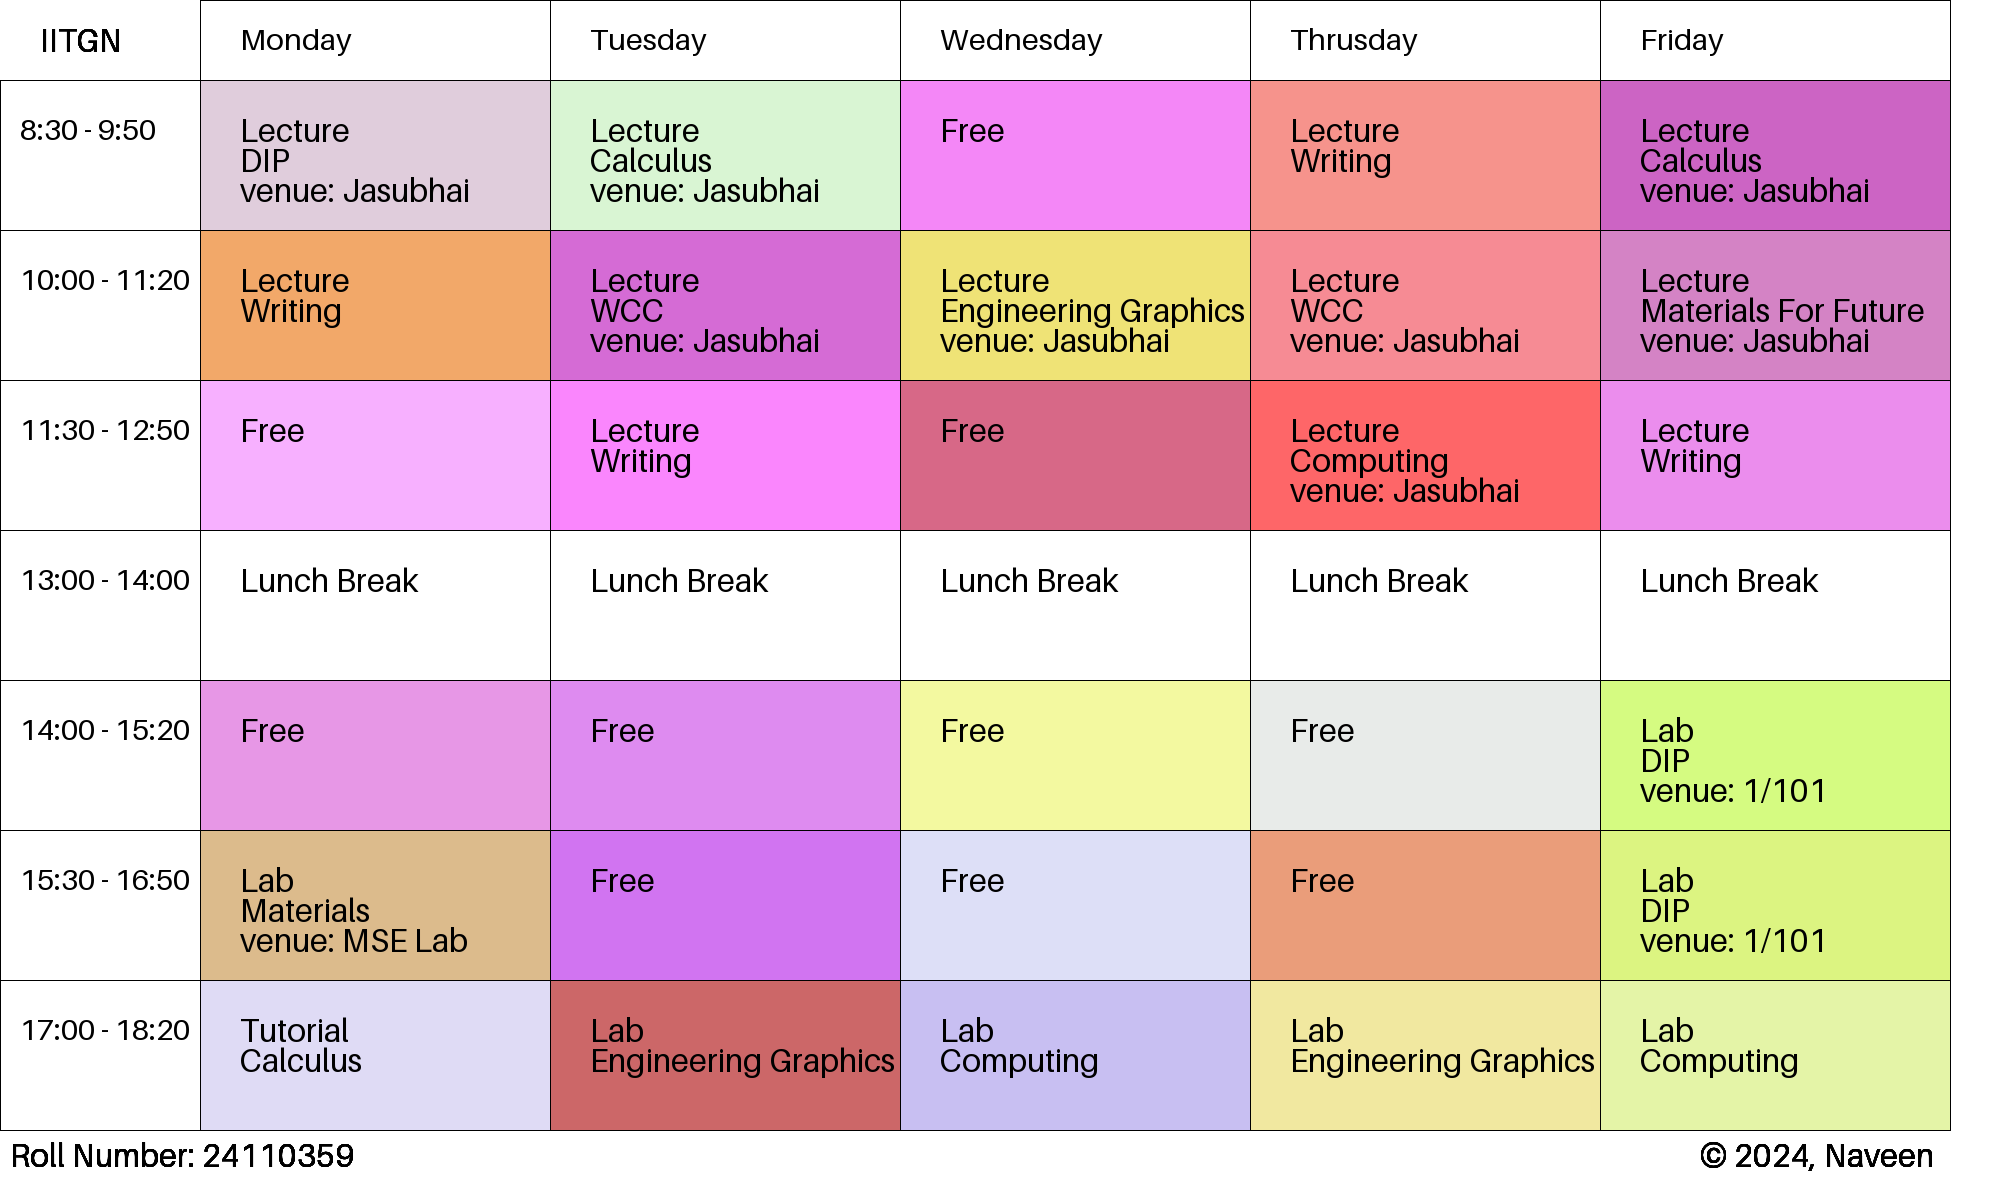 IITGN Monday Tuesday Wednesday Thrusday Friday
8:30 - 9:50
Lecture
DIP
venue: Jasubhai
Lecture
Calculus
venue: Jasubhai
Free
Lecture
Writing
Lecture
Calculus
venue: Jasubhai
10:00 - 11:20
Lecture
Writing
Lecture
WCC
venue: Jasubhai
Lecture
Engineering Graphics
venue: Jasubhai
Lecture
WCC
venue: Jasubhai
Lecture
Materials For Future
venue: Jasubhai
11:30 - 12:50
Free
Lecture
Writing
Free
Lecture
Computing
venue: Jasubhai
Lecture
Writing
13:00 - 14:00
Lunch Break
Lunch Break
Lunch Break
Lunch Break
Lunch Break
14:00 - 15:20
Free
Free
Free
Free
Lab
DIP
venue: 1/101
15:30 - 16:50
Lab
Materials
venue: MSE Lab
Free
Free
Free
Lab
DIP
venue: 1/101
17:00 - 18:20
Tutorial
Calculus
Lab
Engineering Graphics
Lab
Computing
Lab
Engineering Graphics
Lab
Computing
Roll Number: 24110359
© 2024, Naveen